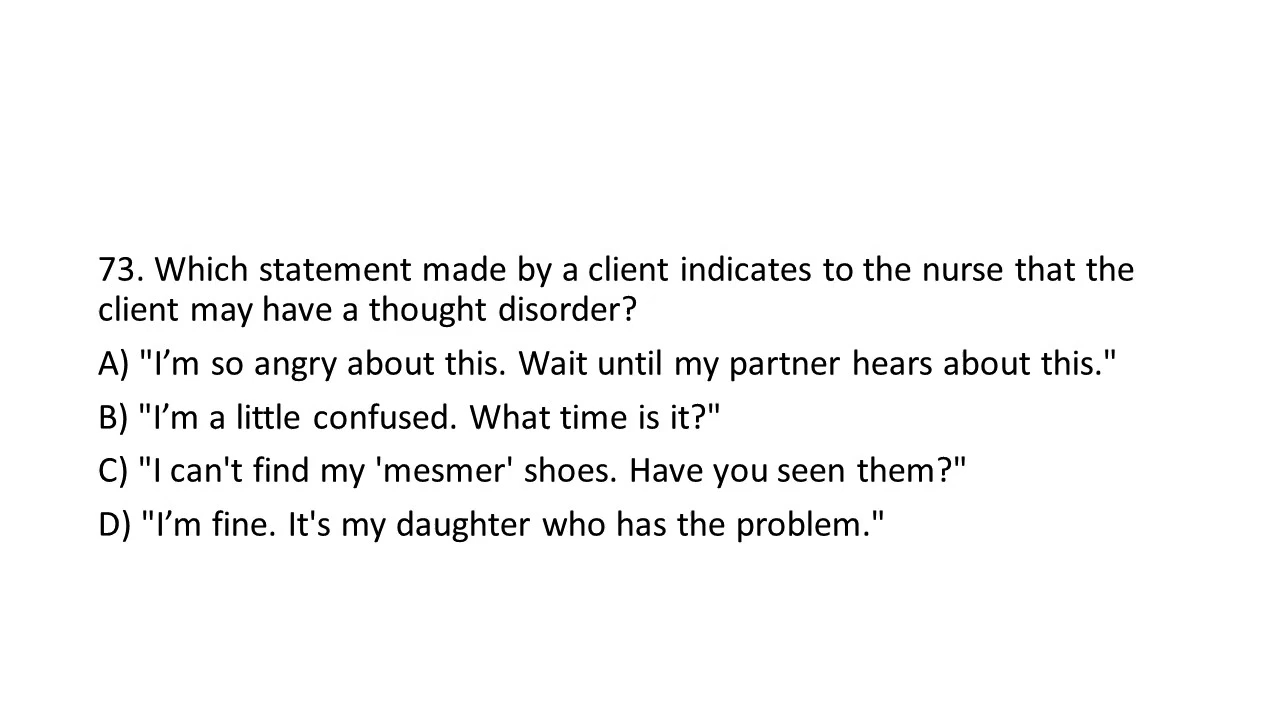 73. Which statement made by a client indicates to the nurse that the
client may have a thought disorder?
A) "I’m so angry about this. Wait until my partner hears about this."
B) "I’m a little confused. What time is it?"
C) "I can't find my 'mesmer' shoes. Have you seen them?"
D) "I’m fine. It's my daughter who has the problem."